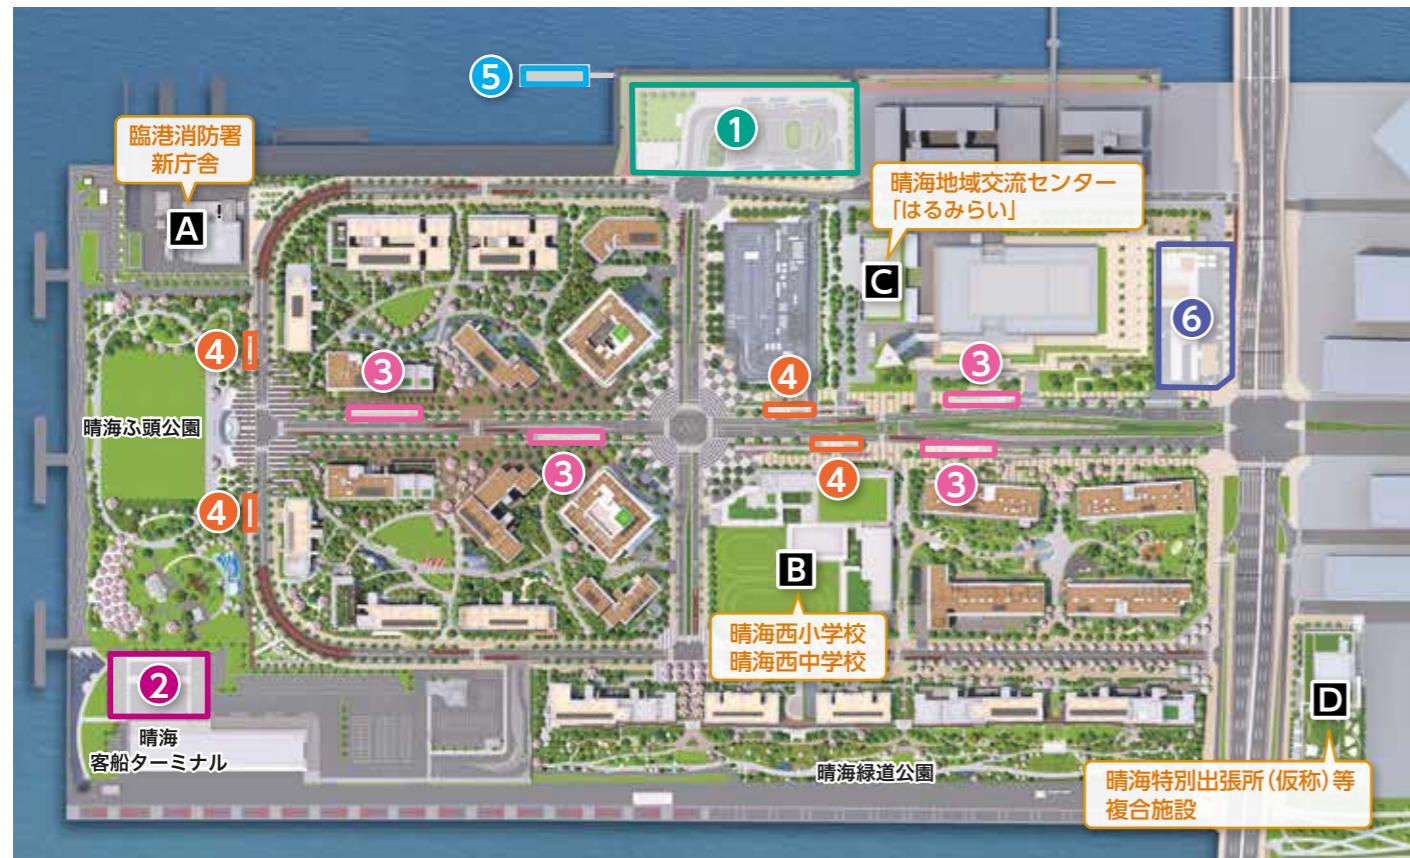 5
1
臨港消防署
新庁舎
A
晴海地域交流センター
「はるみらい」
C
6
4
3
3
4
晴海ふ頭公園
3
4
3
4
B
晴海西小学校
晴海西中学校
2
晴海
客船ターミナル
D
晴海緑道公園
晴海特別出張所(仮称)等
複合施設